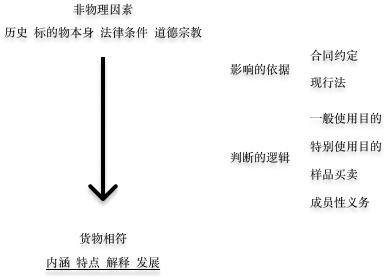 非物理因素
历史 标的物本身 法律条件 道德宗教
影响的依据
合同约定
现行法
判断的逻辑
一般使用目的
特别使用目的
样品买卖
成员性义务
货物相符
内涵 特点 解释 发展